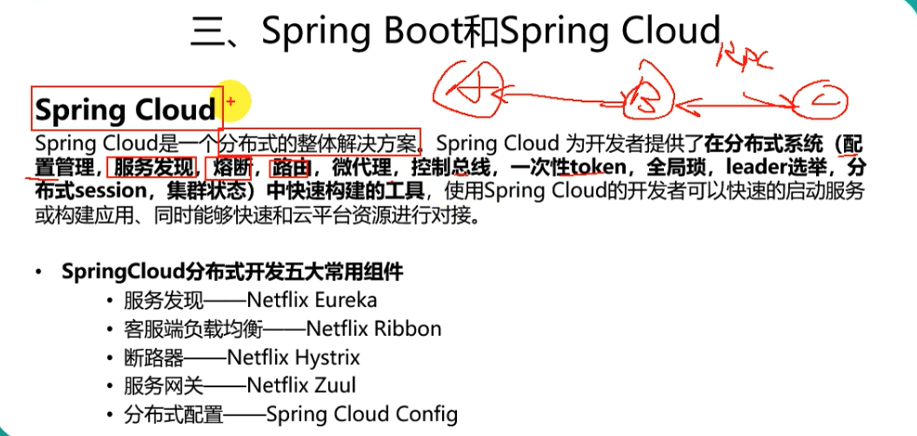 三、Spring Boot和Spring Cloud
RPC
A
B
C
Spring Cloud
Spring Cloud是一个分布式的整体解决方案。Spring Cloud 为开发者提供了在分布式系统（配
置管理，服务发现，熔断，路由，微代理，控制总线，一次性token，全局琐，leader选举，分
布式session，集群状态）中快速构建的工具，使用Spring Cloud的开发者可以快速的启动服务
或构建应用、同时能够快速和云平台资源进行对接。
• SpringCloud分布式开发五大常用组件
• 服务发现——Netflix Eureka
• 客服端负载均衡——Netflix Ribbon
• 断路器——Netflix Hystrix
• 服务网关——Netflix Zuul
• 分布式配置——Spring Cloud Config